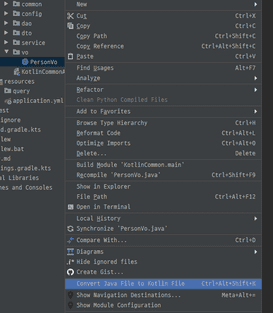 common
config
dao
dto
service
vo
PersonVo
KotlinCommonA
resources
query
application.yml
ignore
d.gradle.kts
lew
lew.bat
.md
ings.gradle.kts
al Libraries
hes and Consoles
New
Cut Ctrl+X
Copy Ctrl+C
Copy Path Ctrl+Shift+C
Copy Reference Ctrl+Alt+Shift+C
Paste Ctrl+V
Find Usages Alt+F7
Analyze
Refactor
Clean Python Compiled Files
Add to Favorites
Browse Type Hierarchy Ctrl+H
Reformat Code Ctrl+Alt+L
Optimize Imports Ctrl+Alt+O
Delete... Delete
Build Module 'KotlinCommon.main'
Recompile 'PersonVo.java' Ctrl+Shift+F9
Show in Explorer
File Path Ctrl+Alt+F12
Open in Terminal
Local History
Synchronize 'PersonVo.java'
Compare With... Ctrl+D
Diagrams
Hide ignored files
Create Gist...
Convert Java File to Kotlin File Ctrl+Alt+Shift+K
Show Navigation Destinations... Meta+Alt+=
Show Module Configuration